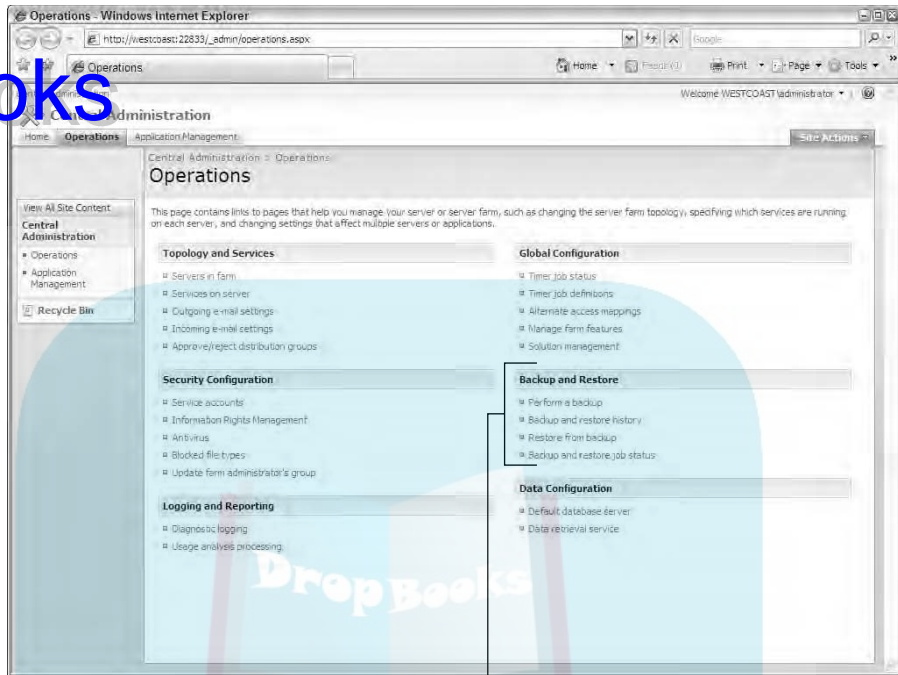 Operations - Windows Internet Explorer
http://westcoast:22833/_admin/operations.aspx
Google
Operations
Home
Print
Page
Tools
oks
Welcome WESTCOAST\administrator
Central Administration
Home
Operations
Application Management
Site Actions
Central Administration > Operations
Operations
This page contains links to pages that help you manage your server or server farm, such as changing the server farm topology, specifying which services are running
on each server, and changing settings that affect multiple servers or applications.
View All Site Content
Central
Administration
Operations
Application
Management
Recycle Bin
Topology and Services
Servers in farm
Services on server
Outgoing e-mail settings
Incoming e-mail settings
Approve/reject distribution groups
Security Configuration
Service accounts
Information Rights Management
Antivirus
Blocked file types
Update farm administrator's group
Logging and Reporting
Diagnostic logging
Usage analysis processing
Global Configuration
Timer job status
Timer job definitions
Alternate access mappings
Manage farm features
Solution management
Backup and Restore
Perform a backup
Backup and restore history
Restore from backup
Backup and restore job status
Data Configuration
Default database server
Data retrieval service
DropBooks